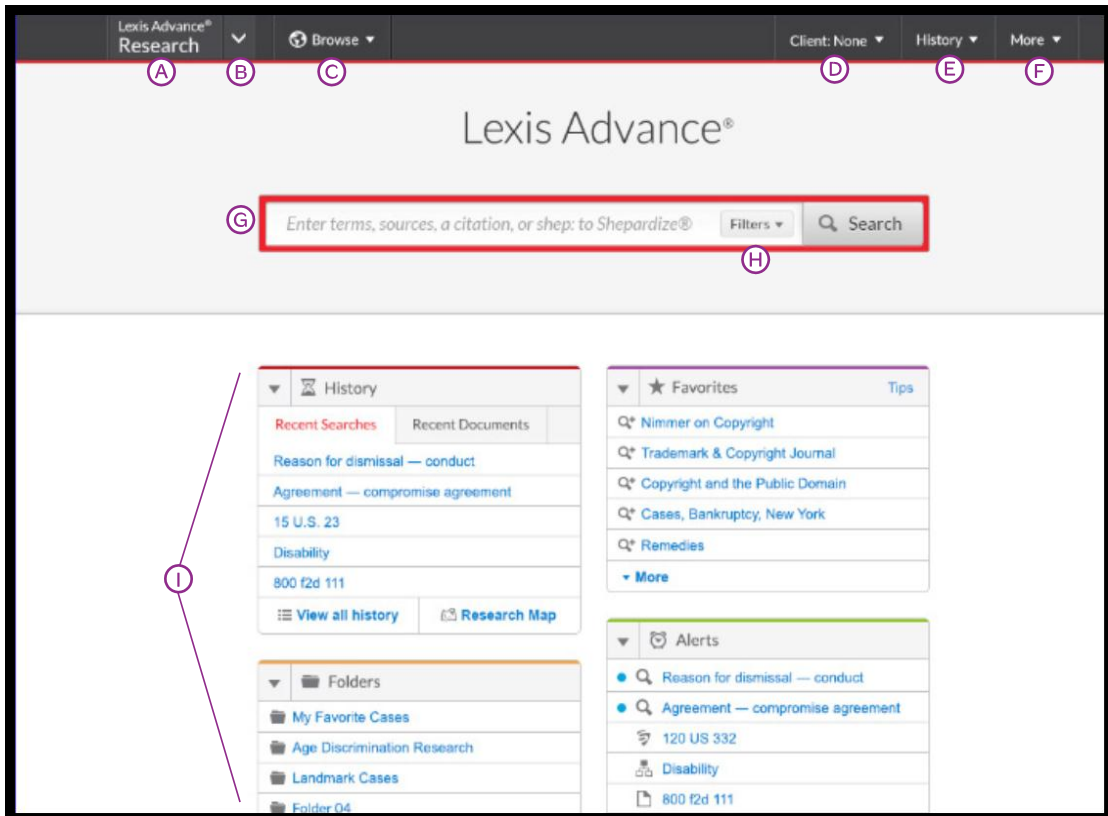 Lexis Advance®
Research
Browse
Client: None
History
More
A
B
C
D
E
F
Lexis Advance®
G
Enter terms, sources, a citation, or shep: to Shepardize®
Filters
Search
H
I
History
Recent Searches
Recent Documents
Reason for dismissal — conduct
Agreement — compromise agreement
15 U.S. 23
Disability
800 f2d 111
View all history
Research Map
Folders
My Favorite Cases
Age Discrimination Research
Landmark Cases
Folder 04
Favorites
Tips
Nimmer on Copyright
Trademark & Copyright Journal
Copyright and the Public Domain
Cases, Bankruptcy, New York
Remedies
More
Alerts
Reason for dismissal — conduct
Agreement — compromise agreement
120 US 332
Disability
800 f2d 111